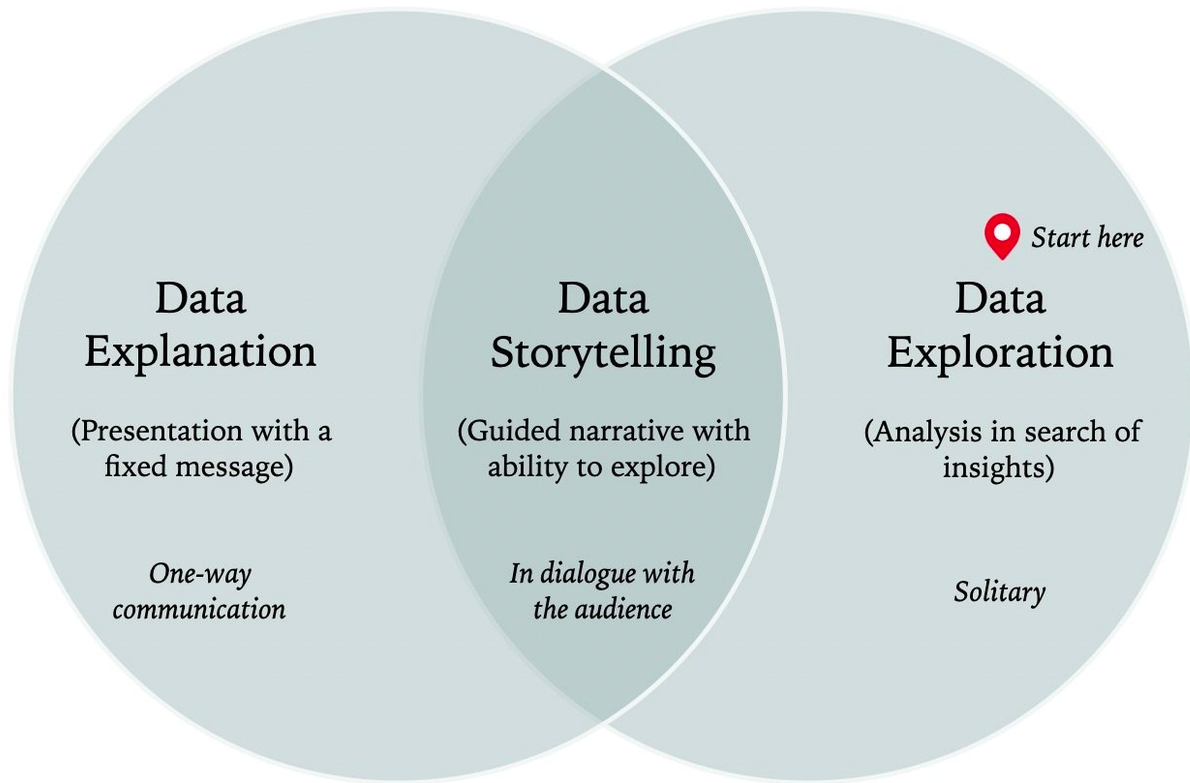 Data
Explanation
(Presentation with a
fixed message)
One-way
communication
Data
Storytelling
(Guided narrative with
ability to explore)
In dialogue with
the audience
Start here
Data
Exploration
(Analysis in search of
insights)
Solitary